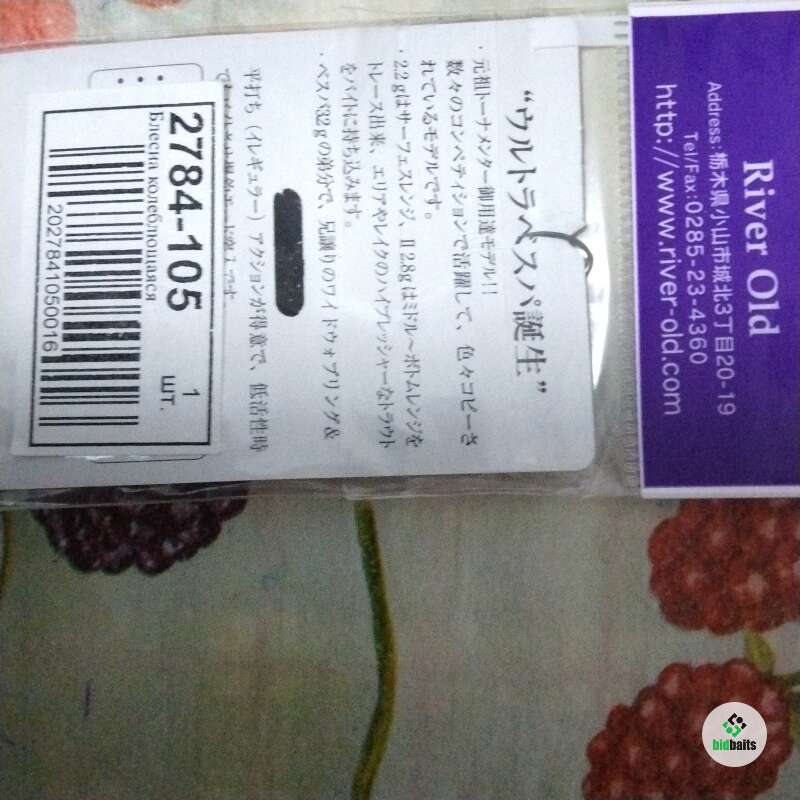 River Old
Address:栃木県小山市城北3丁目20-19
Tel/Fax:0285-23-4360
http://www.river-old.com
“ウルトラベスパ誕生”
・元祖トーナメンター御用達モデル!!
数々のコンペティションで活躍して、色々コピーさ
れているモデルです。
・2.2gはサーフェスレンジ、Ⅱ2.8gはミドル〜ボトムレンジを
トレース出来、エリアやレイクのハイプレッシャーなトラウト
をバイトに持ち込みます。
・ベスパ3.2gの弟分で、兄譲りのワイドウォブリング&
平打ち（イレギュラー）アクションが得意で、低活性時
2784-105
1
шт.
Блесна колеблющаяся
2027841050016
bidbaits